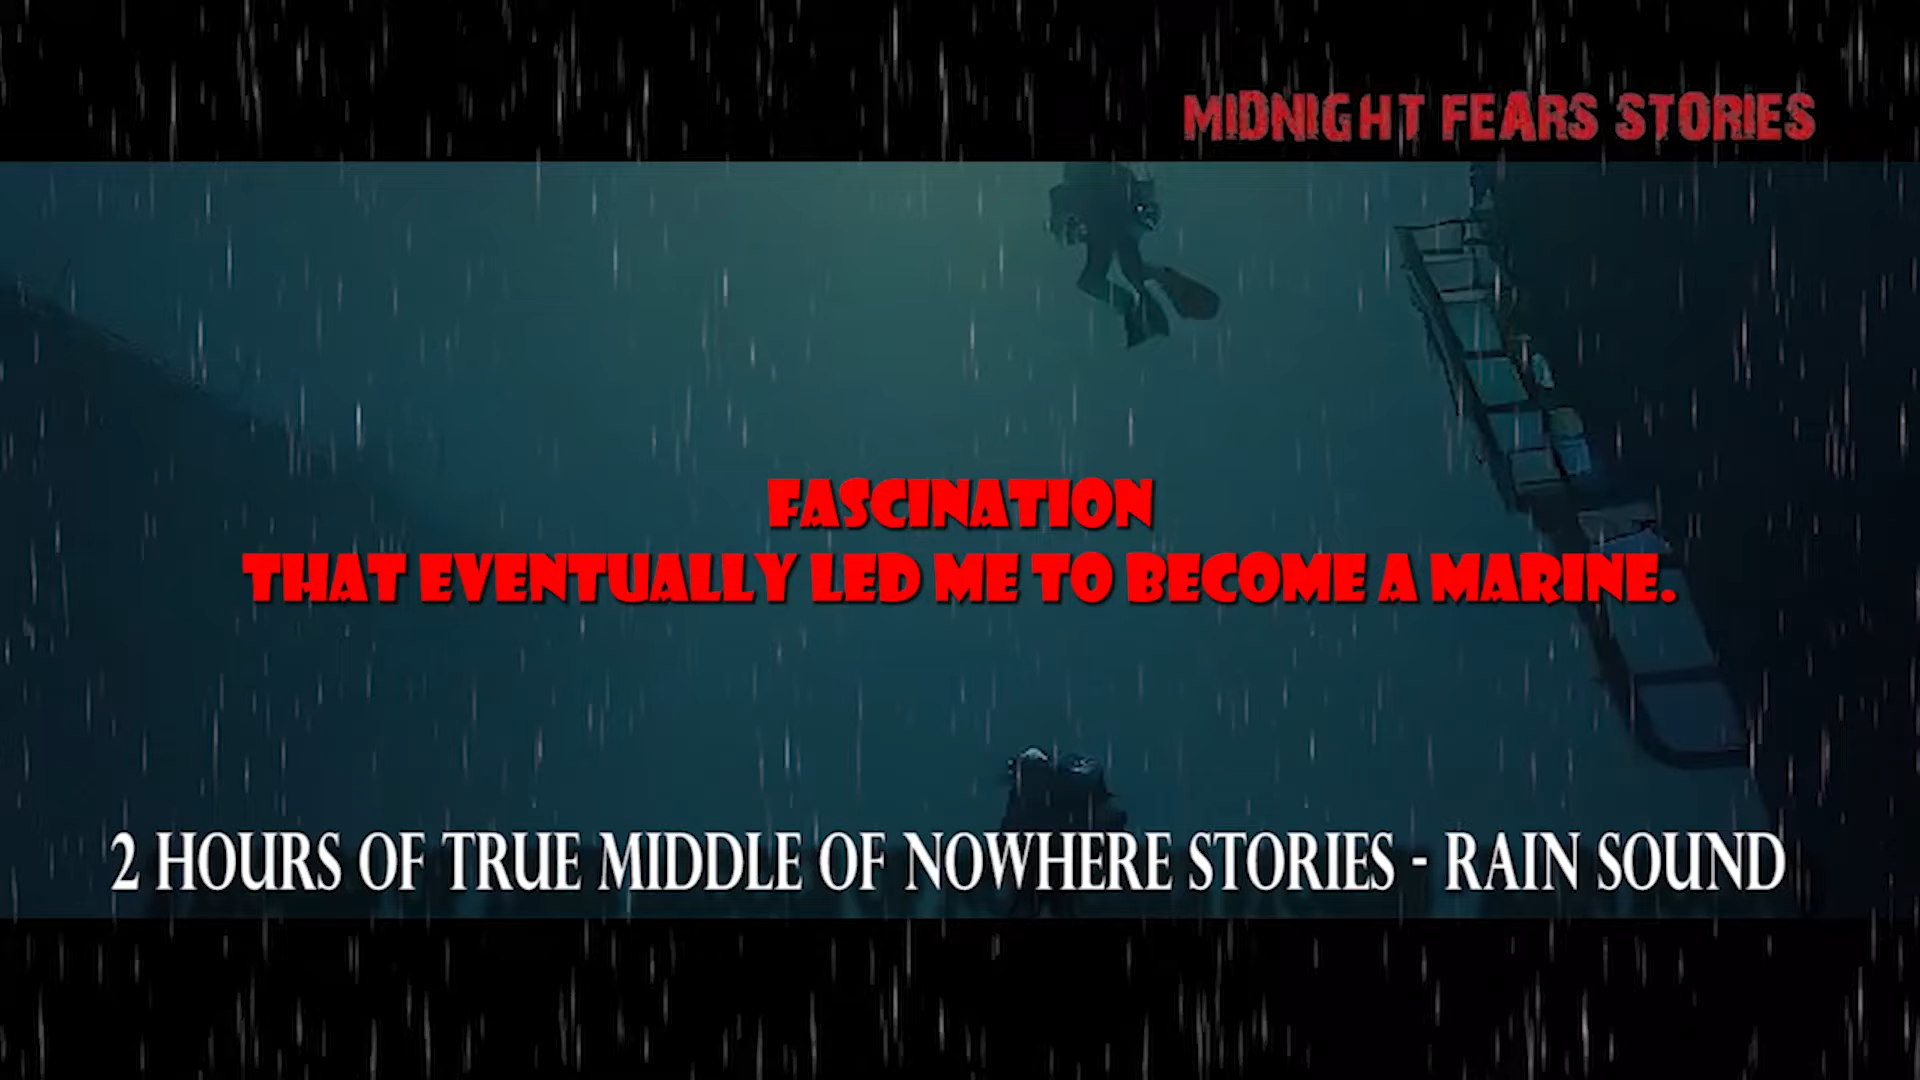 MIDNIGHT FEARS STORIES
FASCINATION
THAT EVENTUALLY LED ME TO BECOME A MARINE.
2 HOURS OF TRUE MIDDLE OF NOWHERE STORIES - RAIN SOUND